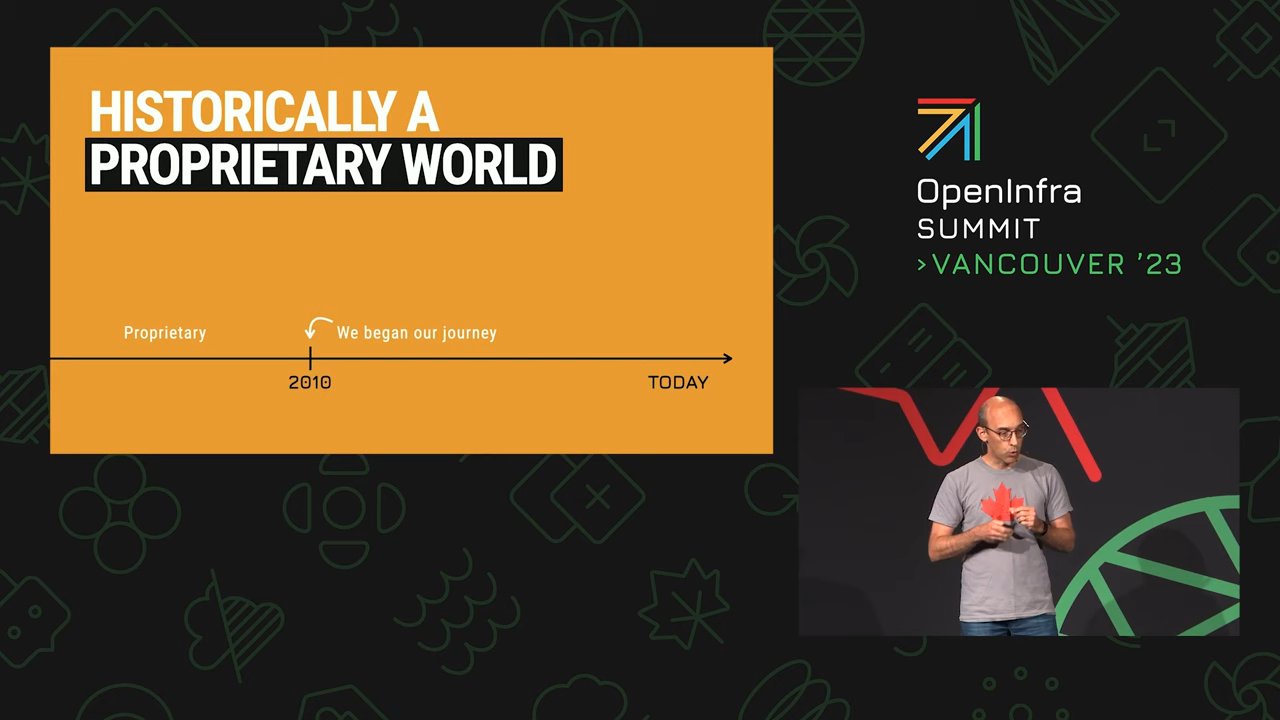 HISTORICALLY A
PROPRIETARY WORLD
Proprietary
We began our journey
2010
TODAY
OpenInfra
SUMMIT
>VANCOUVER ’23